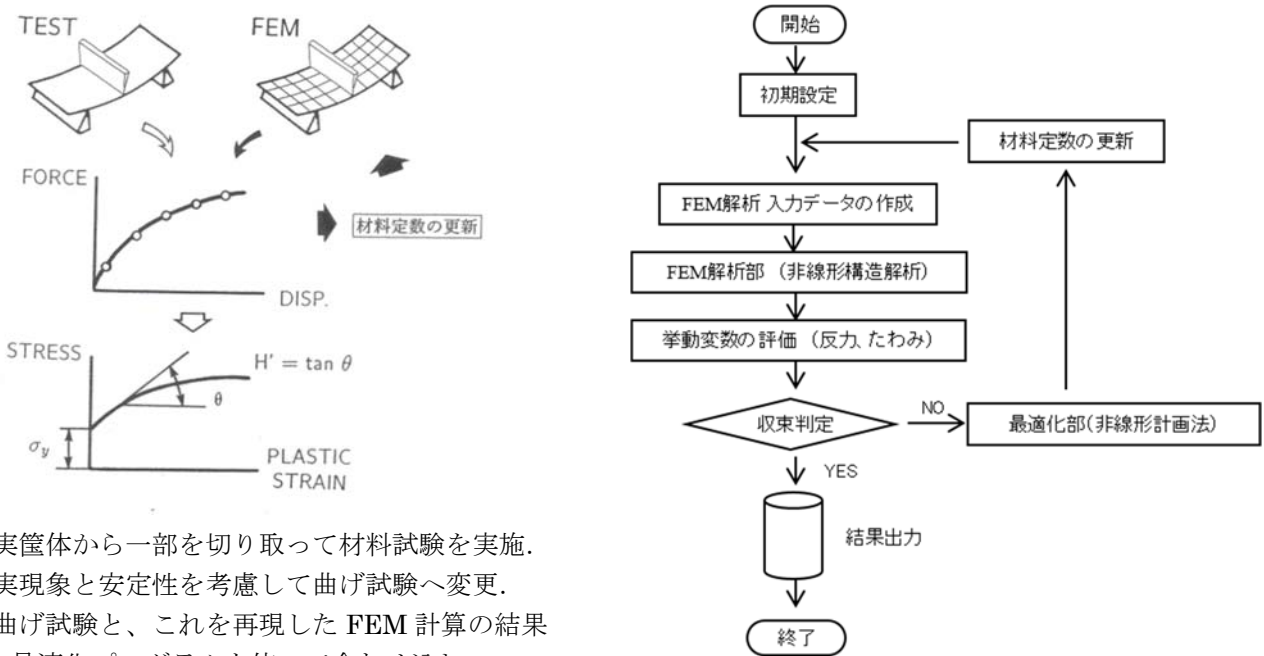 TEST
FEM
FORCE
DISP.
材料定数の更新
STRESS
H′ = tan θ
θ
σy
PLASTIC
STRAIN
実筐体から一部を切り取って材料試験を実施.
実現象と安定性を考慮して曲げ試験へ変更.
曲げ試験と、これを再現した FEM 計算の結果
開始
初期設定
材料定数の更新
FEM解析 入力データの作成
FEM解析部 (非線形構造解析)
挙動変数の評価 (反力、たわみ)
収束判定
NO
最適化部(非線形計画法)
YES
結果出力
終了